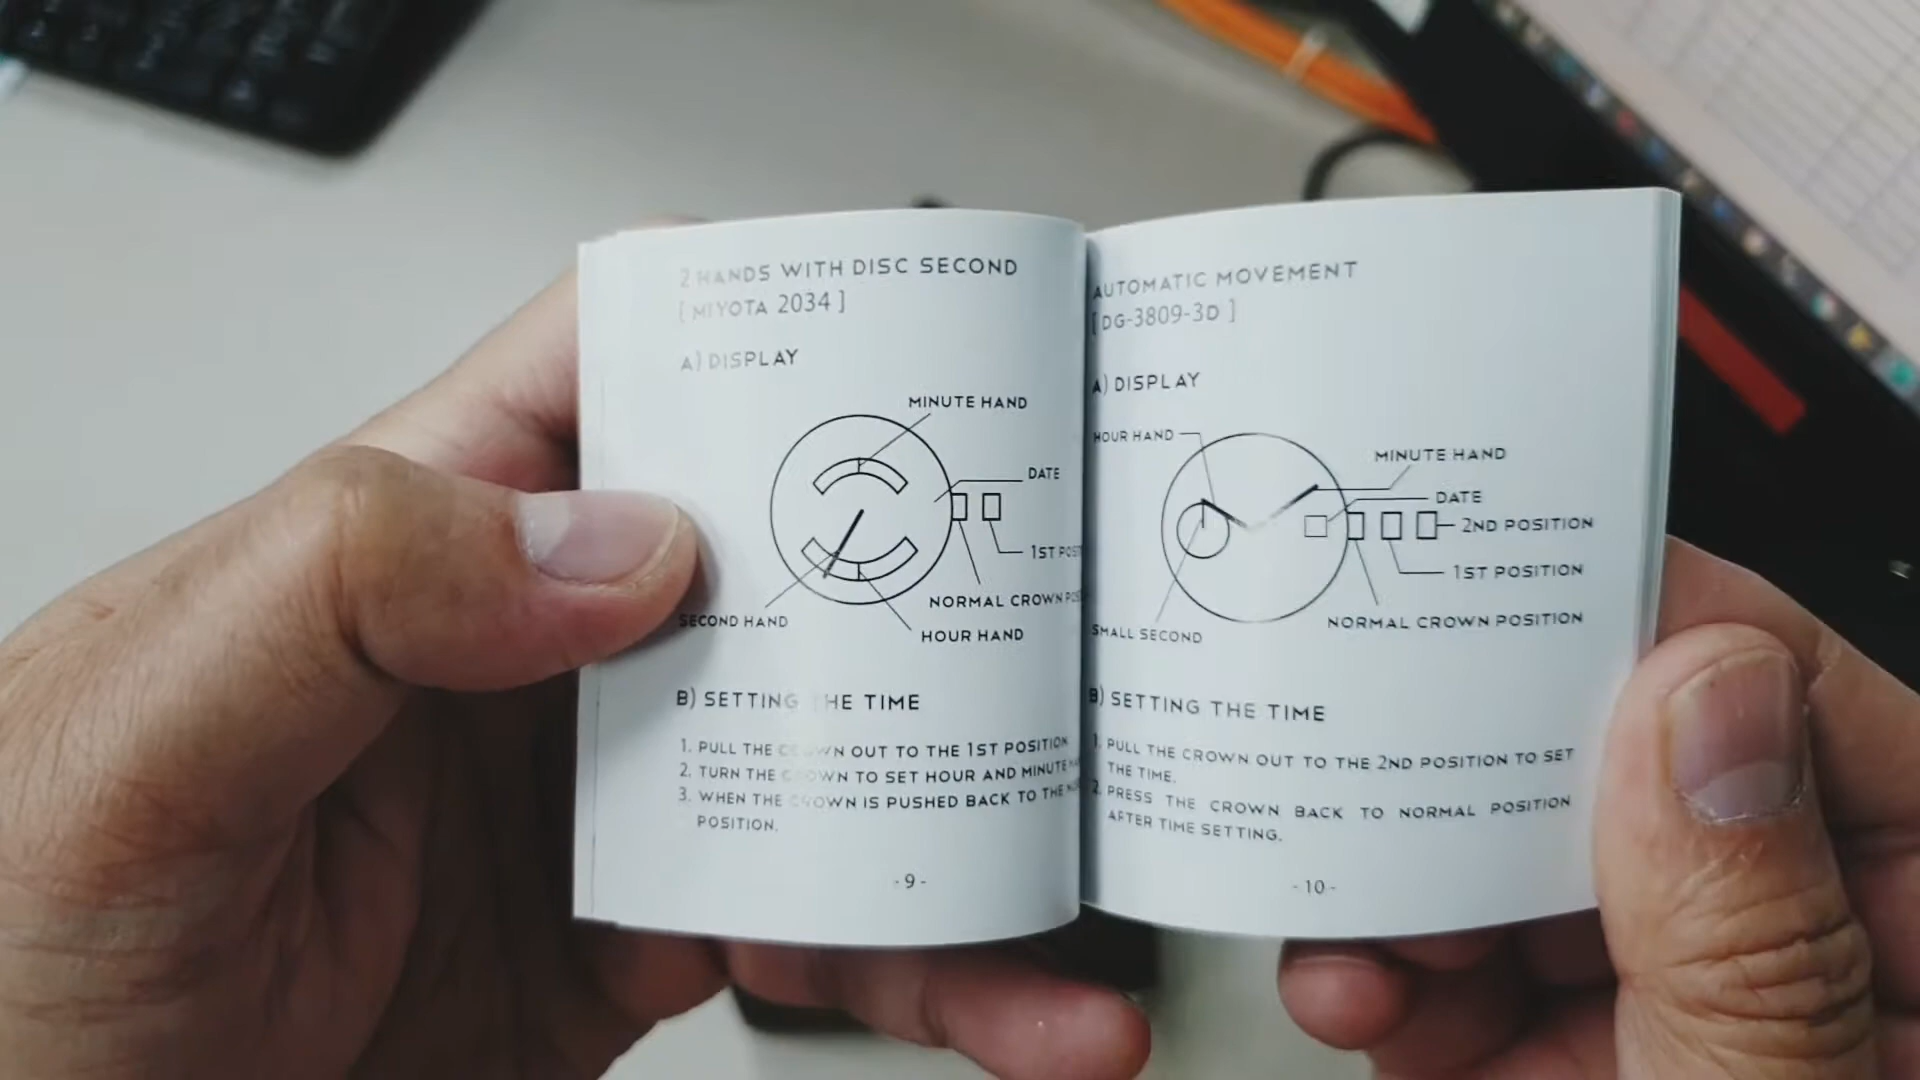 2 HANDS WITH DISC SECOND
[ MIYOTA 2034 ]
A) DISPLAY
MINUTE HAND
DATE
1ST
NORMAL CROWN
SECOND HAND
HOUR HAND
B) SETTING THE TIME
1. PULL THE CROWN OUT TO THE 1ST POSITION
2. TURN THE CROWN TO SET HOUR AND MINUTE
3. WHEN THE CROWN IS PUSHED BACK TO THE
POSITION.
- 9 -
AUTOMATIC MOVEMENT
[ DG-3809-3D ]
A) DISPLAY
HOUR HAND
MINUTE HAND
DATE
2ND POSITION
1ST POSITION
NORMAL CROWN POSITION
SMALL SECOND
B) SETTING THE TIME
1. PULL THE CROWN OUT TO THE 2ND POSITION TO SET
THE TIME.
2. PRESS THE CROWN BACK TO NORMAL POSITION
AFTER TIME SETTING.
- 10 -